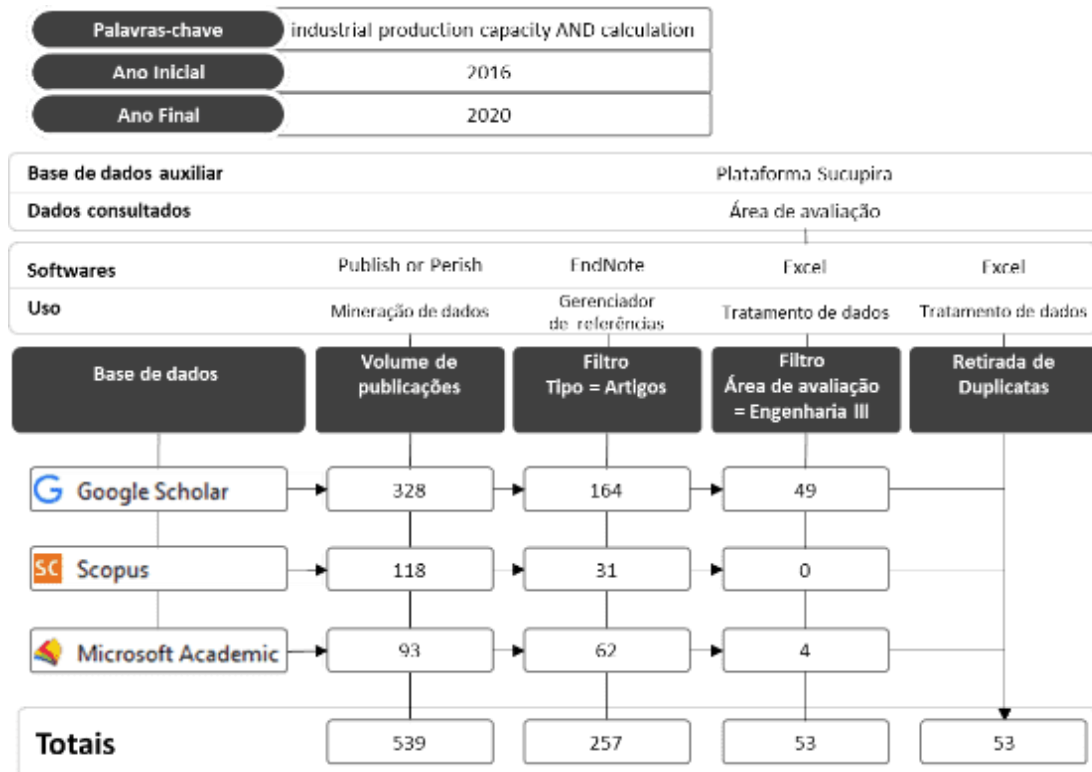 Palavras-chave industrial production capacity AND calculation
Ano Inicial 2016
Ano Final 2020
Base de dados auxiliar Plataforma Sucupira
Dados consultados Área de avaliação
Softwares Publish or Perish EndNote Excel Excel
Uso Mineração de dados Gerenciador de referências Tratamento de dados Tratamento de dados
Base de dados
Volume de
publicações
Filtro
Tipo = Artigos
Filtro
Área de avaliação
= Engenharia III
Retirada de
Duplicatas
Google Scholar 328 164 49
SC Scopus 118 31 0
Microsoft Academic 93 62 4
Totais 539 257 53 53